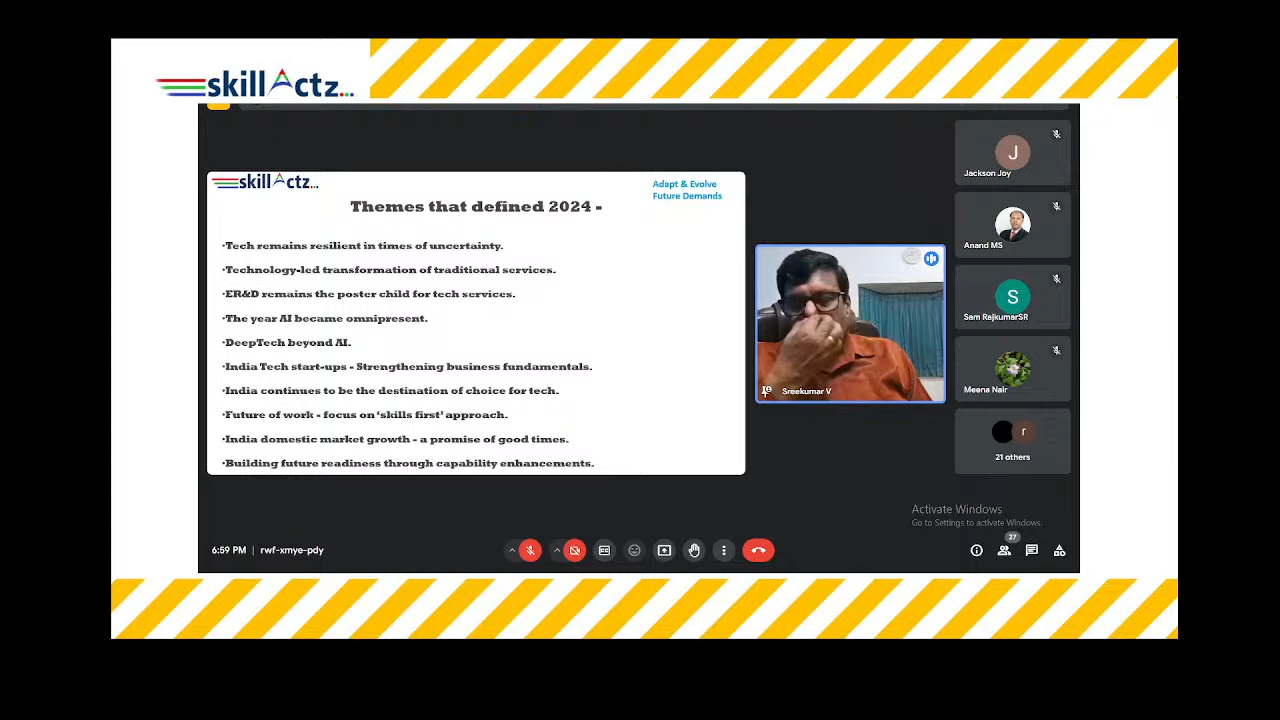 skillActz...
skillActz...
Adapt & Evolve
Future Demands
Themes that defined 2024 -
·Tech remains resilient in times of uncertainty.
·Technology-led transformation of traditional services.
·ER&D remains the poster child for tech services.
·The year AI became omnipresent.
·DeepTech beyond AI.
·India Tech start-ups - Strengthening business fundamentals.
·India continues to be the destination of choice for tech.
·Future of work - focus on ‘skills first’ approach.
·India domestic market growth - a promise of good times.
·Building future readiness through capability enhancements.
Sreekumar V
J
Jackson Joy
Anand MS
S
Sam RajkumarSR
Meena Nair
r
21 others
Activate Windows
Go to Settings to activate Windows.
6:59 PM | rwf-xmye-pdy
CC
27